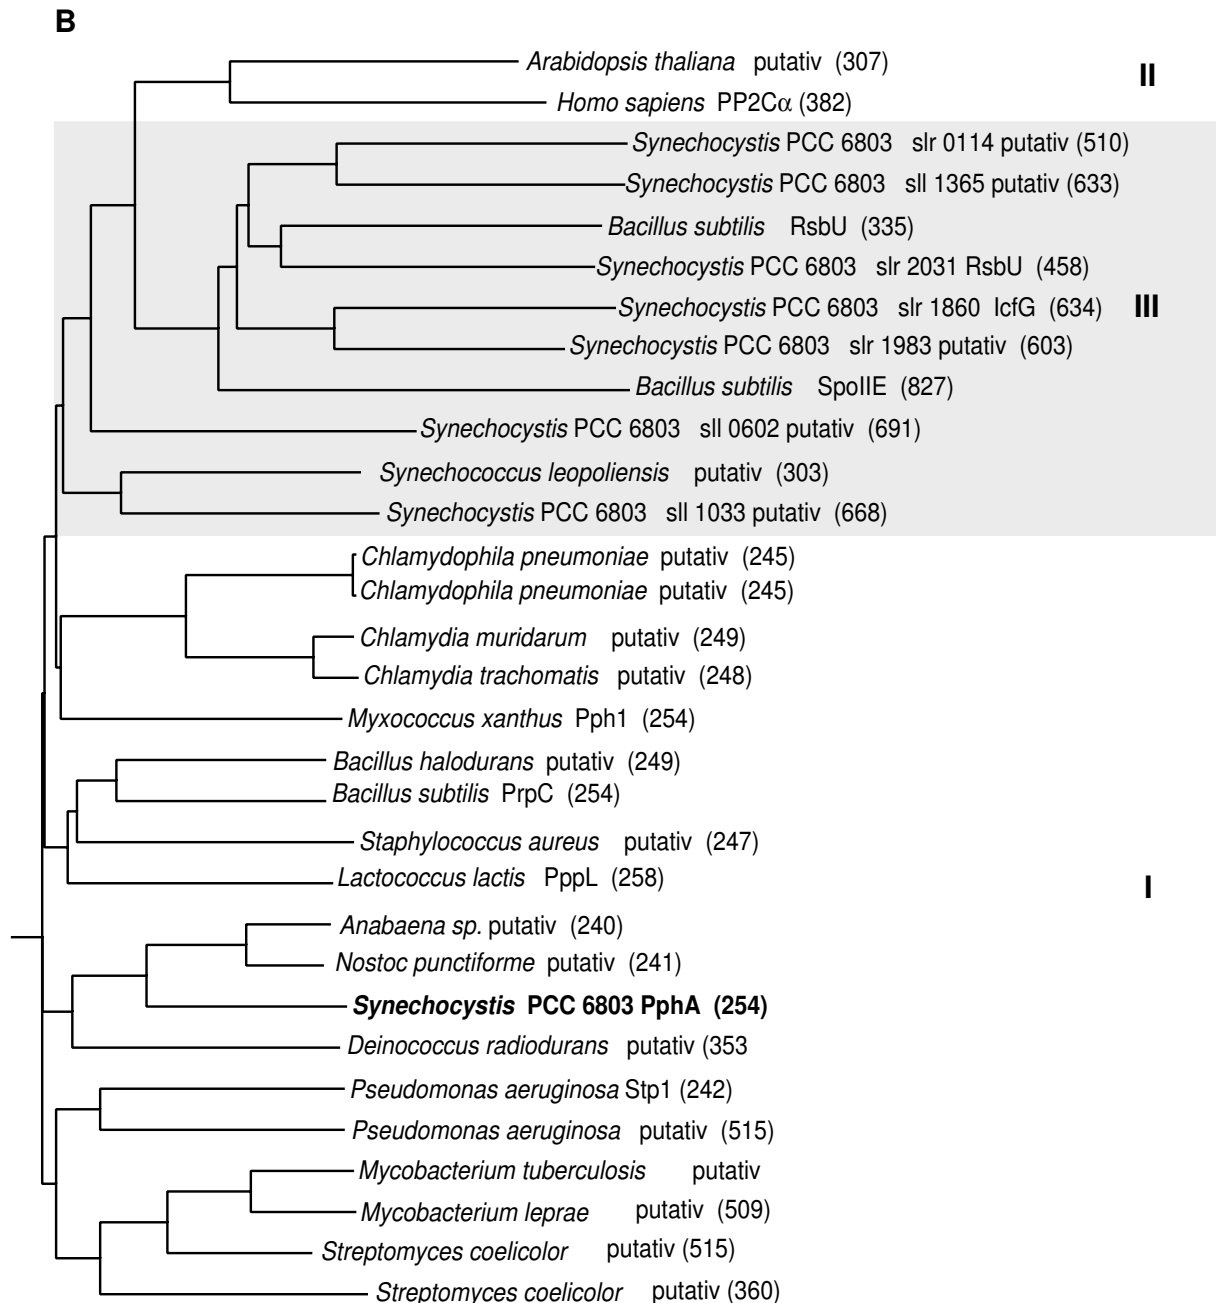 B
Arabidopsis thaliana putativ (307)
II
Homo sapiens PP2Cα (382)
Synechocystis PCC 6803 slr 0114 putativ (510)
Synechocystis PCC 6803 sll 1365 putativ (633)
Bacillus subtilis RsbU (335)
Synechocystis PCC 6803 slr 2031 RsbU (458)
Synechocystis PCC 6803 slr 1860 IcfG (634)
III
Synechocystis PCC 6803 slr 1983 putativ (603)
Bacillus subtilis SpoIIE (827)
Synechocystis PCC 6803 sll 0602 putativ (691)
Synechococcus leopoliensis putativ (303)
Synechocystis PCC 6803 sll 1033 putativ (668)
Chlamydophila pneumoniae putativ (245)
Chlamydophila pneumoniae putativ (245)
Chlamydia muridarum putativ (249)
Chlamydia trachomatis putativ (248)
Myxococcus xanthus Pph1 (254)
Bacillus halodurans putativ (249)
Bacillus subtilis PrpC (254)
Staphylococcus aureus putativ (247)
Lactococcus lactis PppL (258)
I
Anabaena sp. putativ (240)
Nostoc punctiforme putativ (241)
Synechocystis PCC 6803 PphA (254)
Deinococcus radiodurans putativ (353
Pseudomonas aeruginosa Stp1 (242)
Pseudomonas aeruginosa putativ (515)
Mycobacterium tuberculosis putativ
Mycobacterium leprae putativ (509)
Streptomyces coelicolor putativ (515)
Streptomyces coelicolor putativ (360)